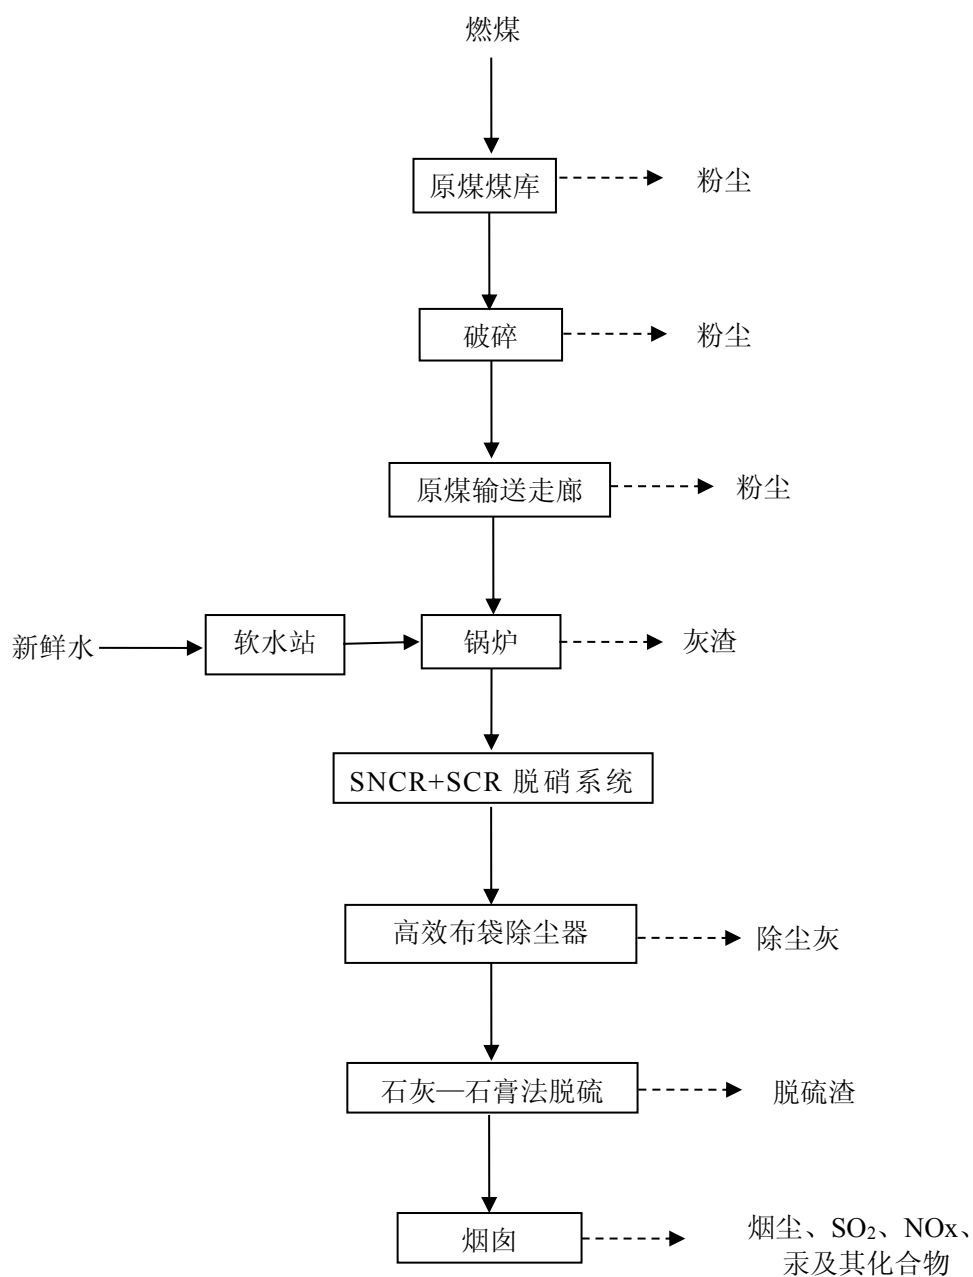 燃煤
原煤煤库
粉尘
破碎
粉尘
原煤输送走廊
粉尘
新鲜水
软水站
锅炉
灰渣
SNCR+SCR 脱硝系统
高效布袋除尘器
除尘灰
石灰—石膏法脱硫
脱硫渣
烟囱
烟尘、SO₂、NOx、
汞及其化合物